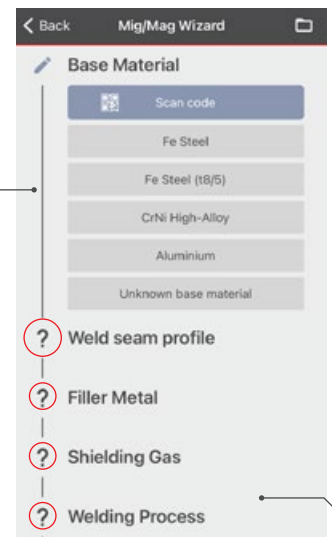 Back Mig/Mag Wizard
Base Material
Scan code
Fe Steel
Fe Steel (t8/5)
CrNi High-Alloy
Aluminium
Unknown base material
? Weld seam profile
? Filler Metal
? Shielding Gas
? Welding Process